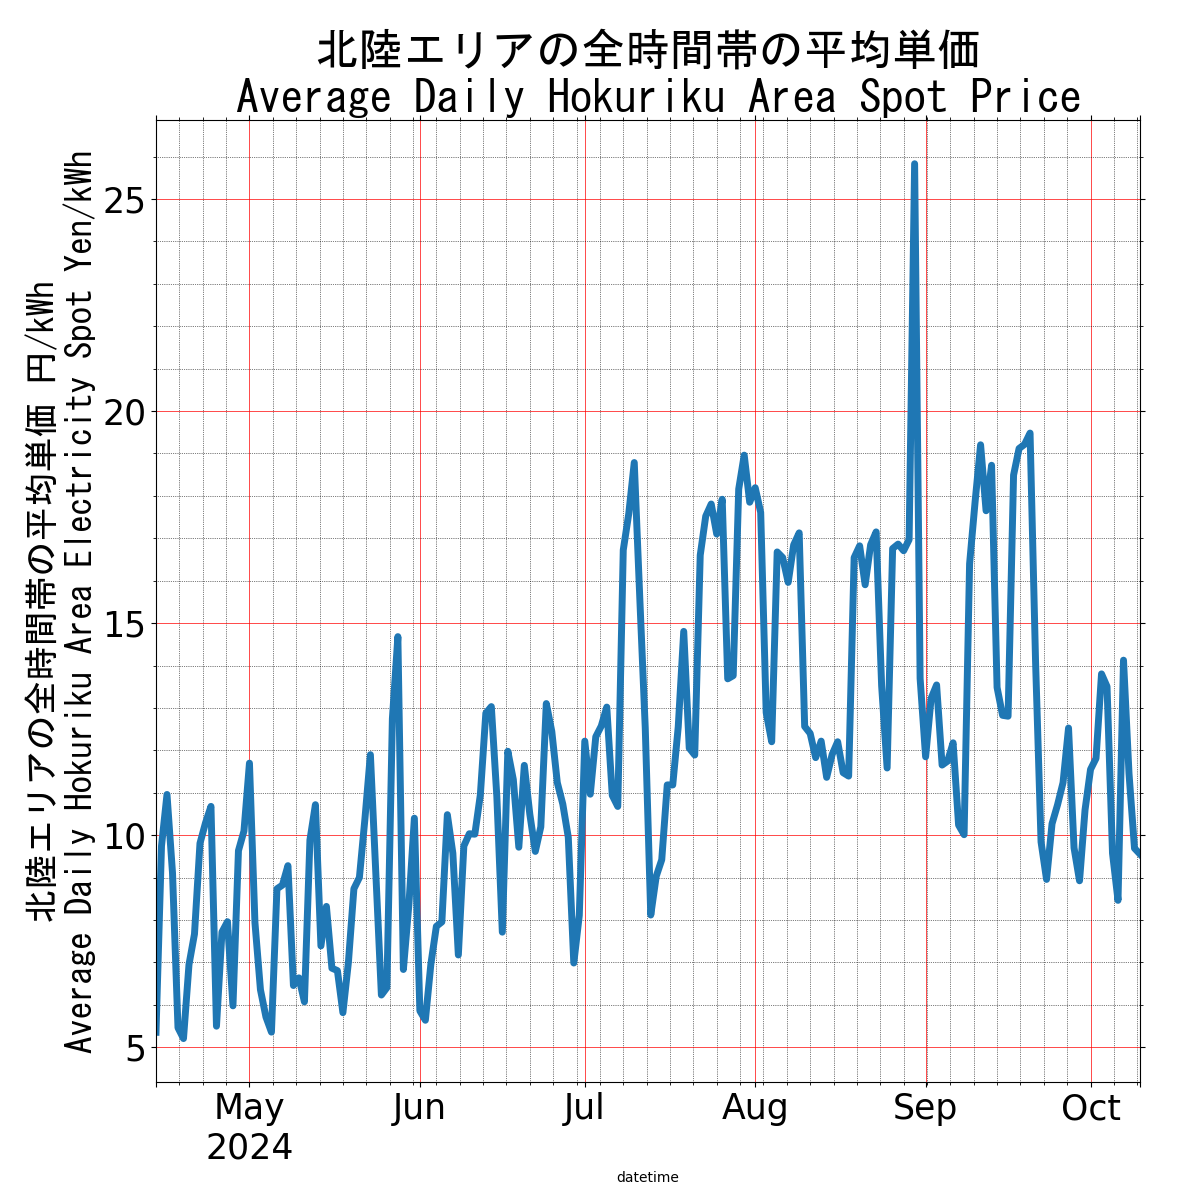 北陸エリアの全時間帯の平均単価
Average Daily Hokuriku Area Spot Price
北陸エリアの全時間帯の平均単価 円/kWh
Average Daily Hokuriku Area Electricity Spot Yen/kWh
25
20
15
10
5
May Jun Jul Aug Sep Oct
2024
datetime